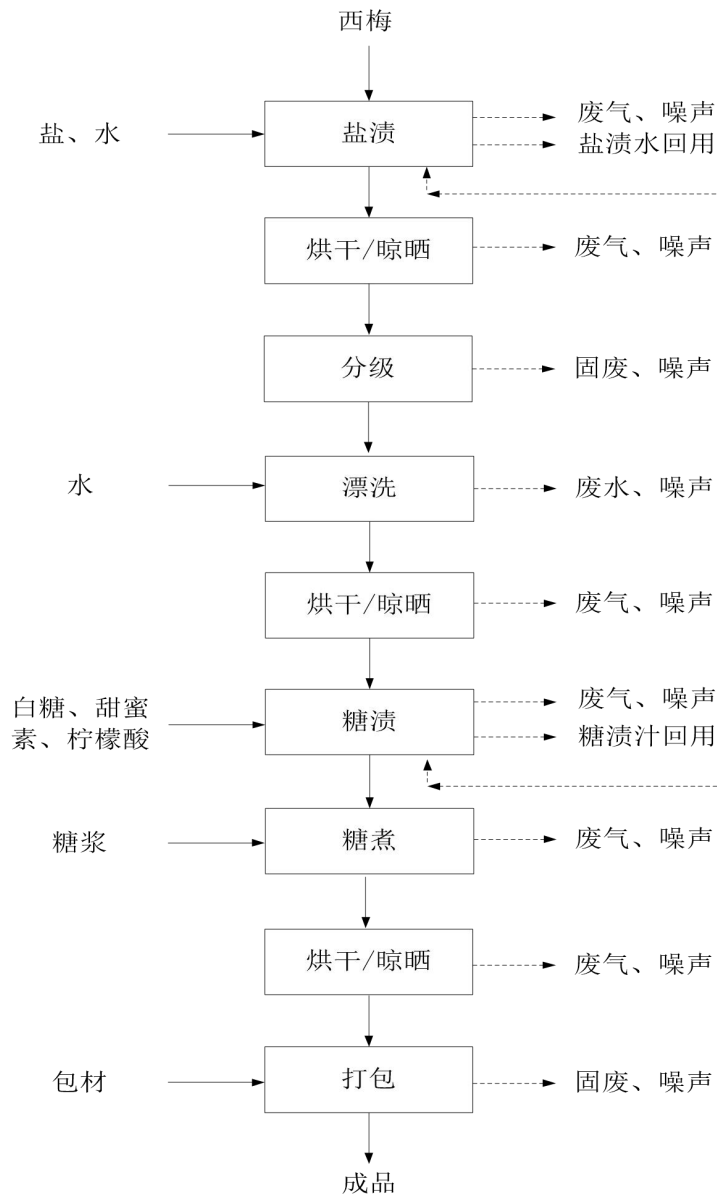 西梅
盐、水
盐渍
废气、噪声
盐渍水回用
烘干/晾晒
废气、噪声
分级
固废、噪声
水
漂洗
废水、噪声
烘干/晾晒
废气、噪声
白糖、甜蜜
素、柠檬酸
糖渍
废气、噪声
糖渍汁回用
糖浆
糖煮
废气、噪声
烘干/晾晒
废气、噪声
包材
打包
固废、噪声
成品